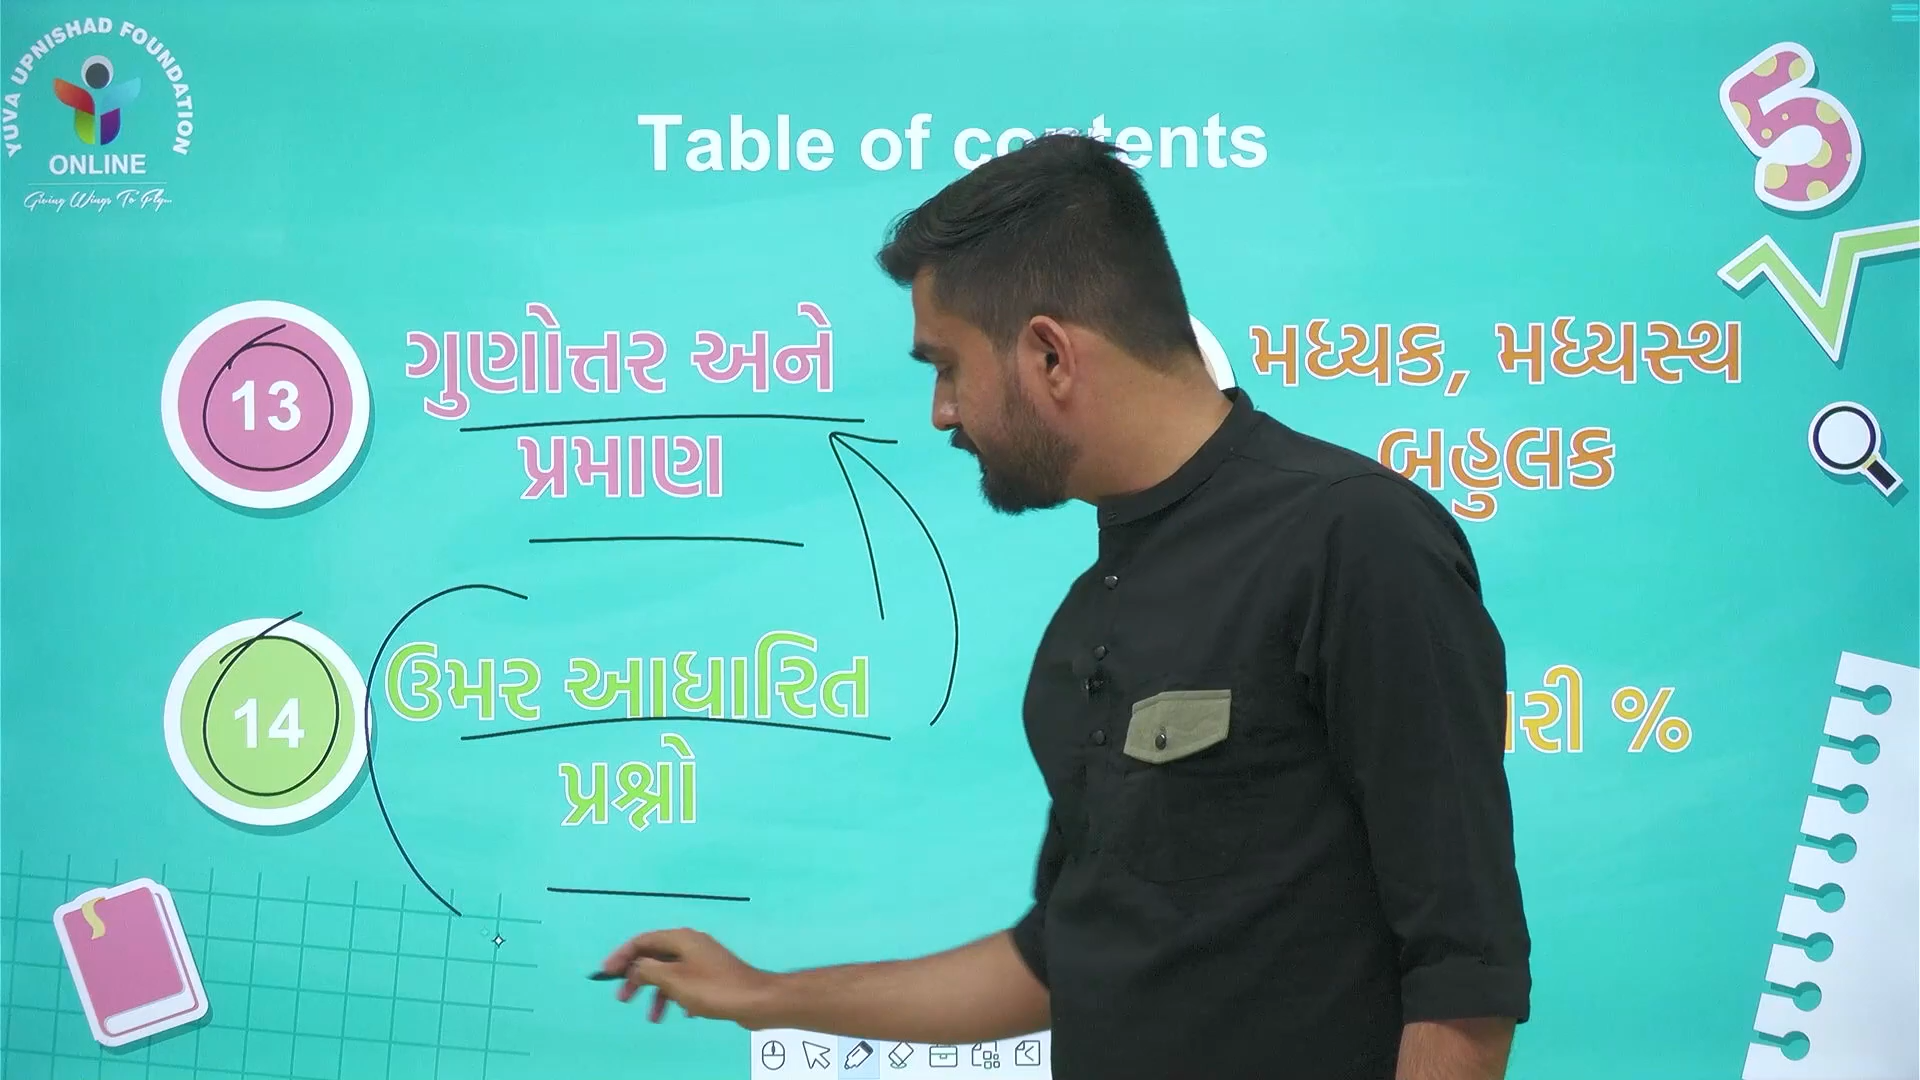 YUVA UPNISHAD FOUNDATION
ONLINE
Giving Wings To Fly...
Table of
13
ગુણોત્તર અને
પ્રમાણ
14
ઉંમર આધારિત
પ્રશ્નો
મધ્યક, મધ્યસ્થ
બહુલક
%
5